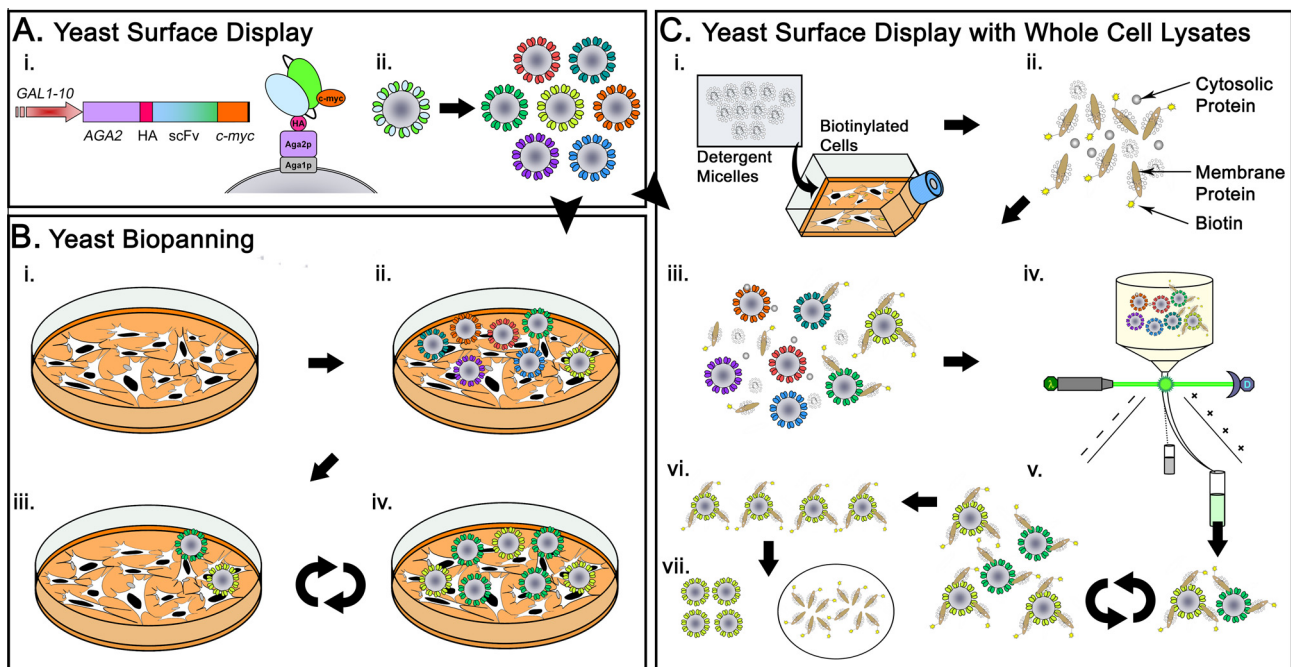 A. Yeast Surface Display
i.
GAL1-10
AGA2 HA scFv c-myc
c-myc
HA
Aga2p
Aga1p
ii.
B. Yeast Biopanning
i.
ii.
iii.
iv.
C. Yeast Surface Display with Whole Cell Lysates
i.
Detergent
Micelles
Biotinylated
Cells
ii.
Cytosolic
Protein
Membrane
Protein
Biotin
iii.
iv.
λ
D
- - - -
+ + + +
v.
vi.
vii.